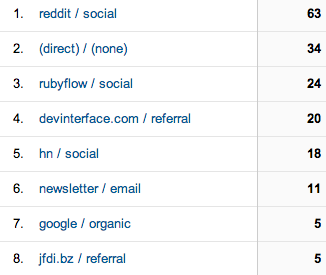 1. reddit / social 63
2. (direct) / (none) 34
3. rubyflow / social 24
4. devinterface.com / referral 20
5. hn / social 18
6. newsletter / email 11
7. google / organic 5
8. jfdi.bz / referral 5